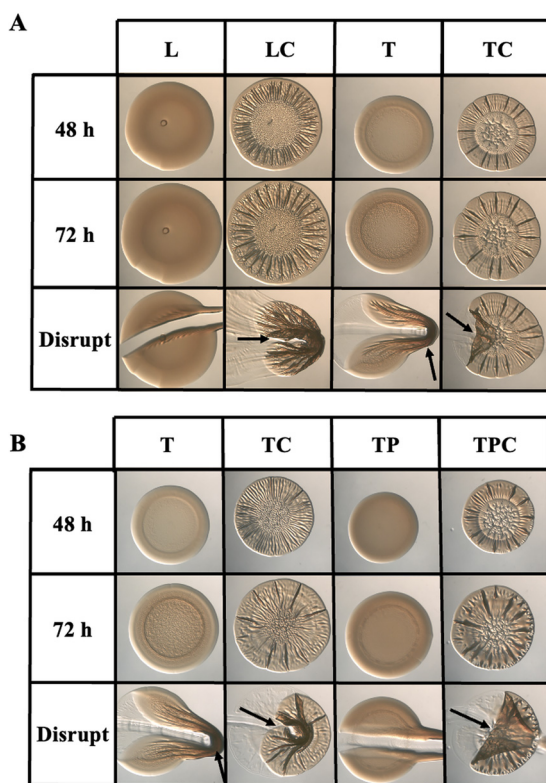 A
L LC T TC
48 h
72 h
Disrupt
B
T TC TP TPC
48 h
72 h
Disrupt